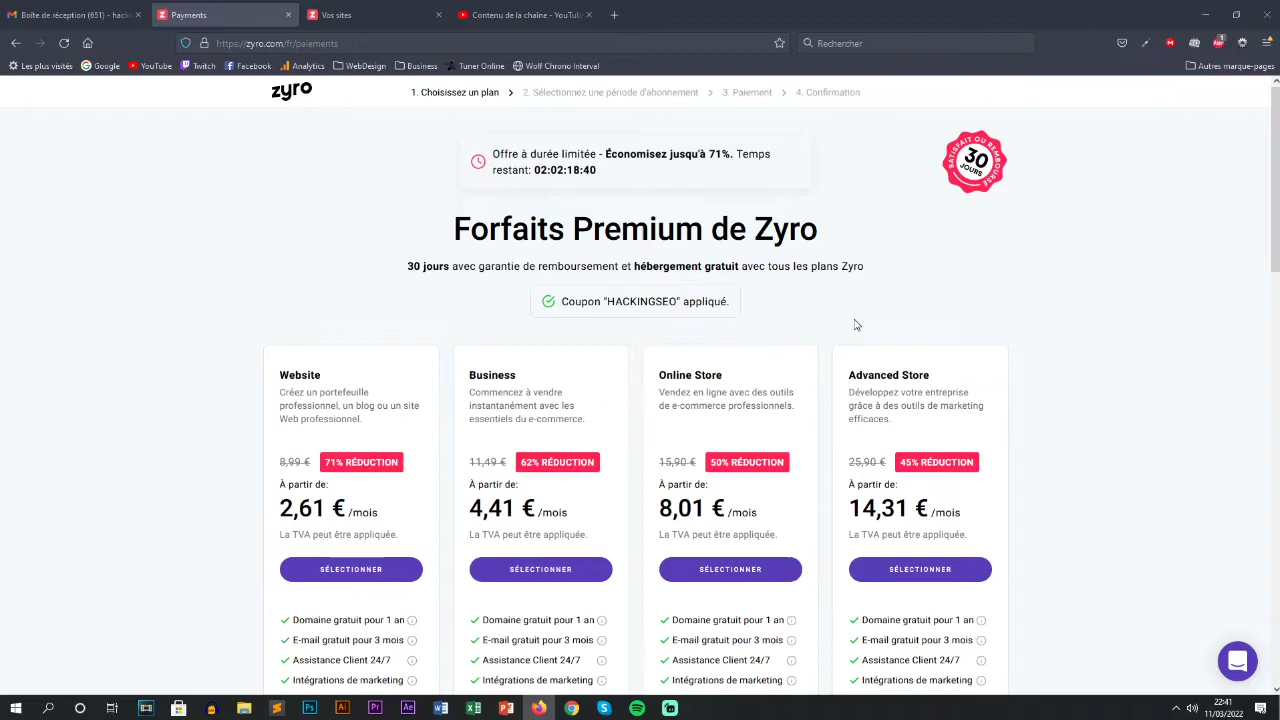 Boîte de réception (651) - hack
Payments
Vos sites
Contenu de la chaîne - YouTub
https://zyro.com/fr/paiements
Rechercher
Les plus visités
Google
YouTube
Twitch
Facebook
Analytics
WebDesign
Business
Tuner Online
Wolf Chrono Interval
Autres marque-pages
zyro
1. Choisissez un plan
2. Sélectionnez une période d'abonnement
3. Paiement
4. Confirmation
Offre à durée limitée - Économisez jusqu'à 71%. Temps
restant: 02:02:18:40
SATISFAIT OU REMBOURSÉ
30
JOURS
Forfaits Premium de Zyro
30 jours avec garantie de remboursement et hébergement gratuit avec tous les plans Zyro
Coupon "HACKINGSEO" appliqué.
Website
Créez un portefeuille
professionnel, un blog ou un site
Web professionnel.
8,99 € 71% RÉDUCTION
À partir de:
2,61 € /mois
La TVA peut être appliquée.
SÉLECTIONNER
Domaine gratuit pour 1 an
E-mail gratuit pour 3 mois
Assistance Client 24/7
Intégrations de marketing
Business
Commencez à vendre
instantanément avec les
essentiels du e-commerce.
11,49 € 62% RÉDUCTION
À partir de:
4,41 € /mois
La TVA peut être appliquée.
SÉLECTIONNER
Domaine gratuit pour 1 an
E-mail gratuit pour 3 mois
Assistance Client 24/7
Intégrations de marketing
Online Store
Vendez en ligne avec des outils
de e-commerce professionnels.
15,90 € 50% RÉDUCTION
À partir de:
8,01 € /mois
La TVA peut être appliquée.
SÉLECTIONNER
Domaine gratuit pour 1 an
E-mail gratuit pour 3 mois
Assistance Client 24/7
Intégrations de marketing
Advanced Store
Développez votre entreprise
grâce à des outils de marketing
efficaces.
25,90 € 45% RÉDUCTION
À partir de:
14,31 € /mois
La TVA peut être appliquée.
SÉLECTIONNER
Domaine gratuit pour 1 an
E-mail gratuit pour 3 mois
Assistance Client 24/7
Intégrations de marketing
22:41
11/03/2022